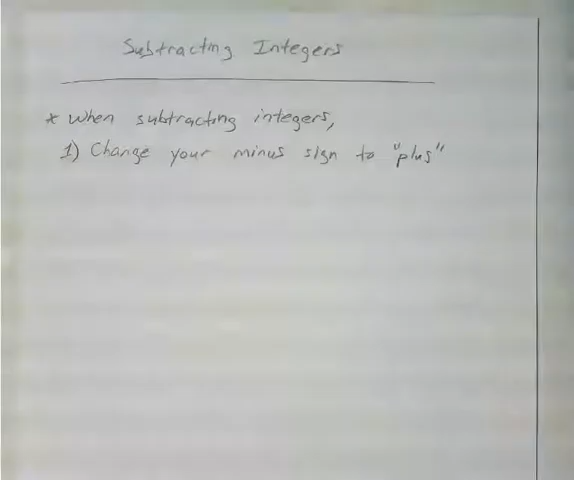 Subtracting Integers
* When subtracting integers,
1) Change your minus sign to "plus"